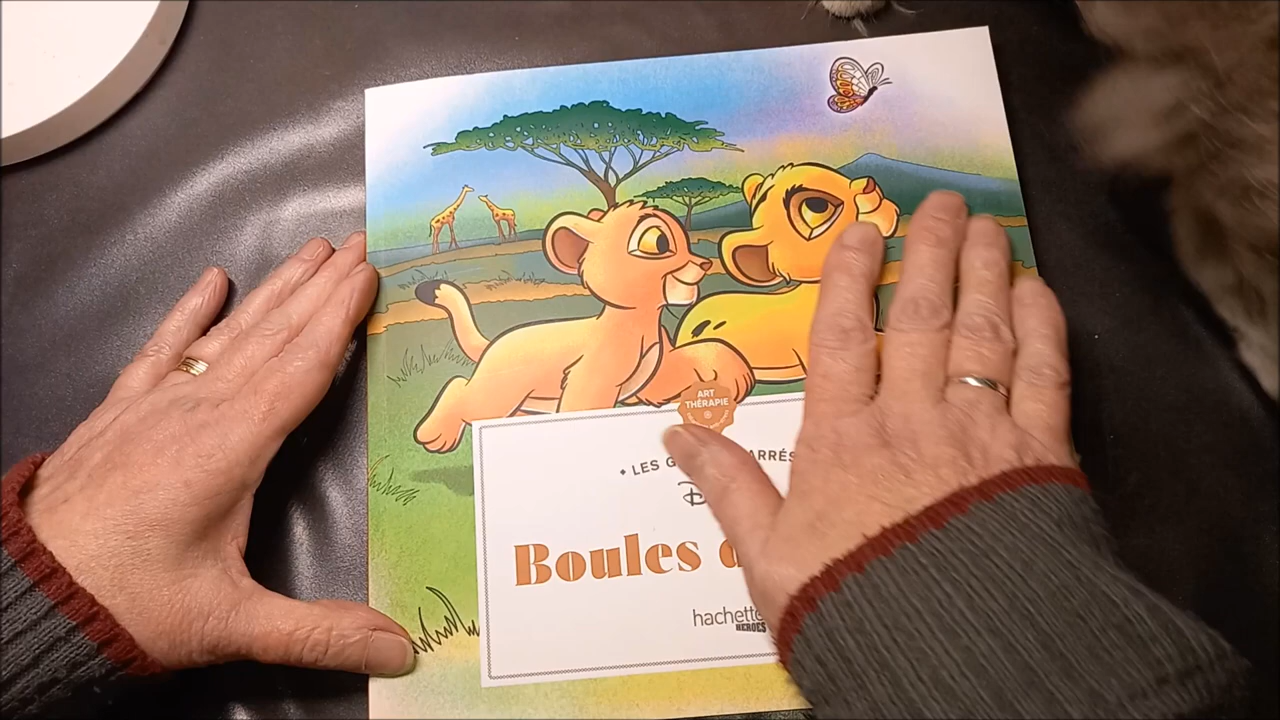 ART
THÉRAPIE
LES G ARRÉS
D
Boules d
hachette
HEROES